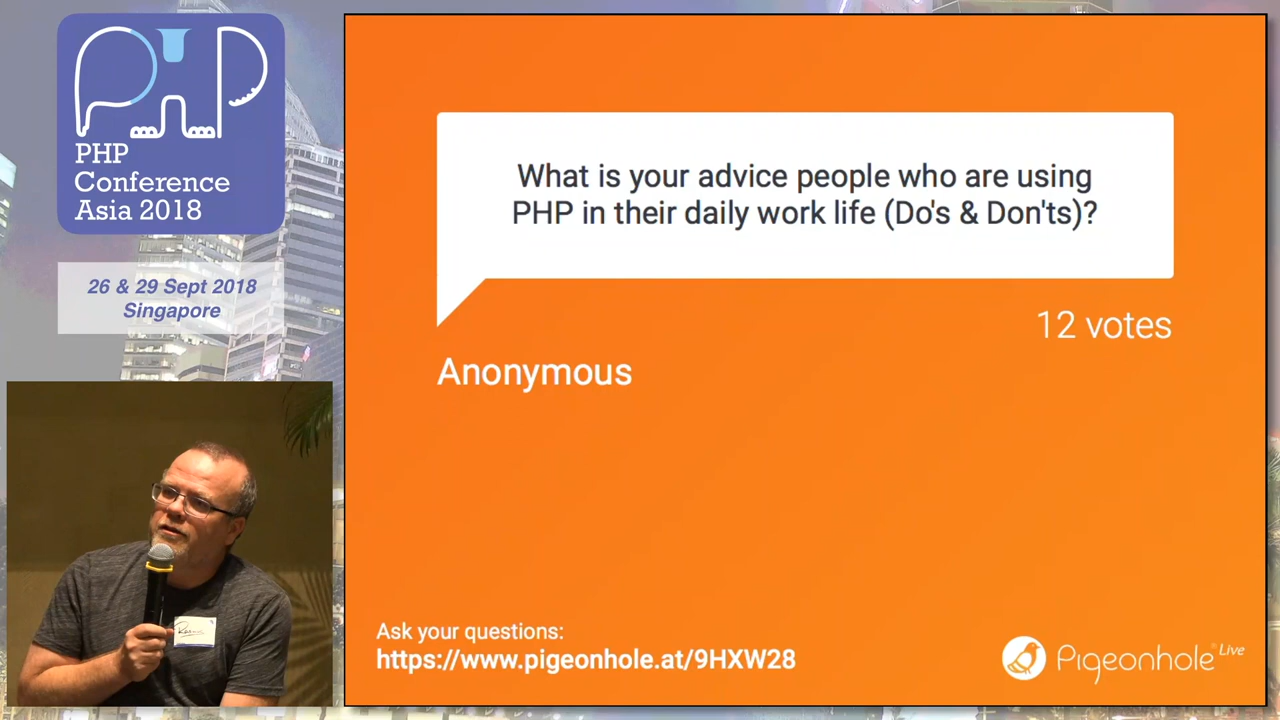 PHP
PHP
Conference
Asia 2018
26 & 29 Sept 2018
Singapore
What is your advice people who are using
PHP in their daily work life (Do's & Don'ts)?
12 votes
Anonymous
Ask your questions:
https://www.pigeonhole.at/9HXW28
Pigeonhole Live